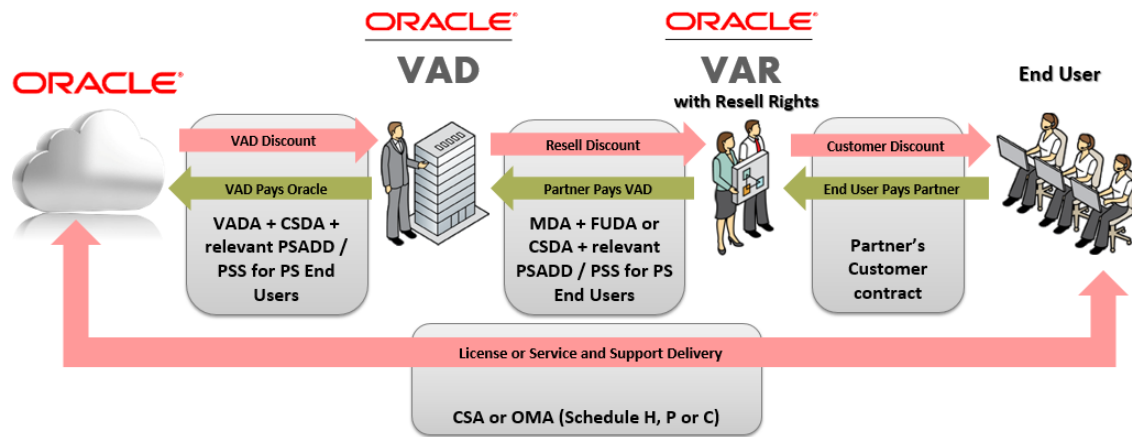 ORACLE®
ORACLE®
VAD
ORACLE®
VAR
with Resell Rights
End User
VAD Discount
VAD Pays Oracle
VADA + CSDA +
relevant PSADD /
PSS for PS End
Users
Resell Discount
Partner Pays VAD
MDA + FUDA or
CSDA + relevant
PSADD / PSS for PS
End Users
Customer Discount
End User Pays Partner
Partner's
Customer
contract
License or Service and Support Delivery
CSA or OMA (Schedule H, P or C)